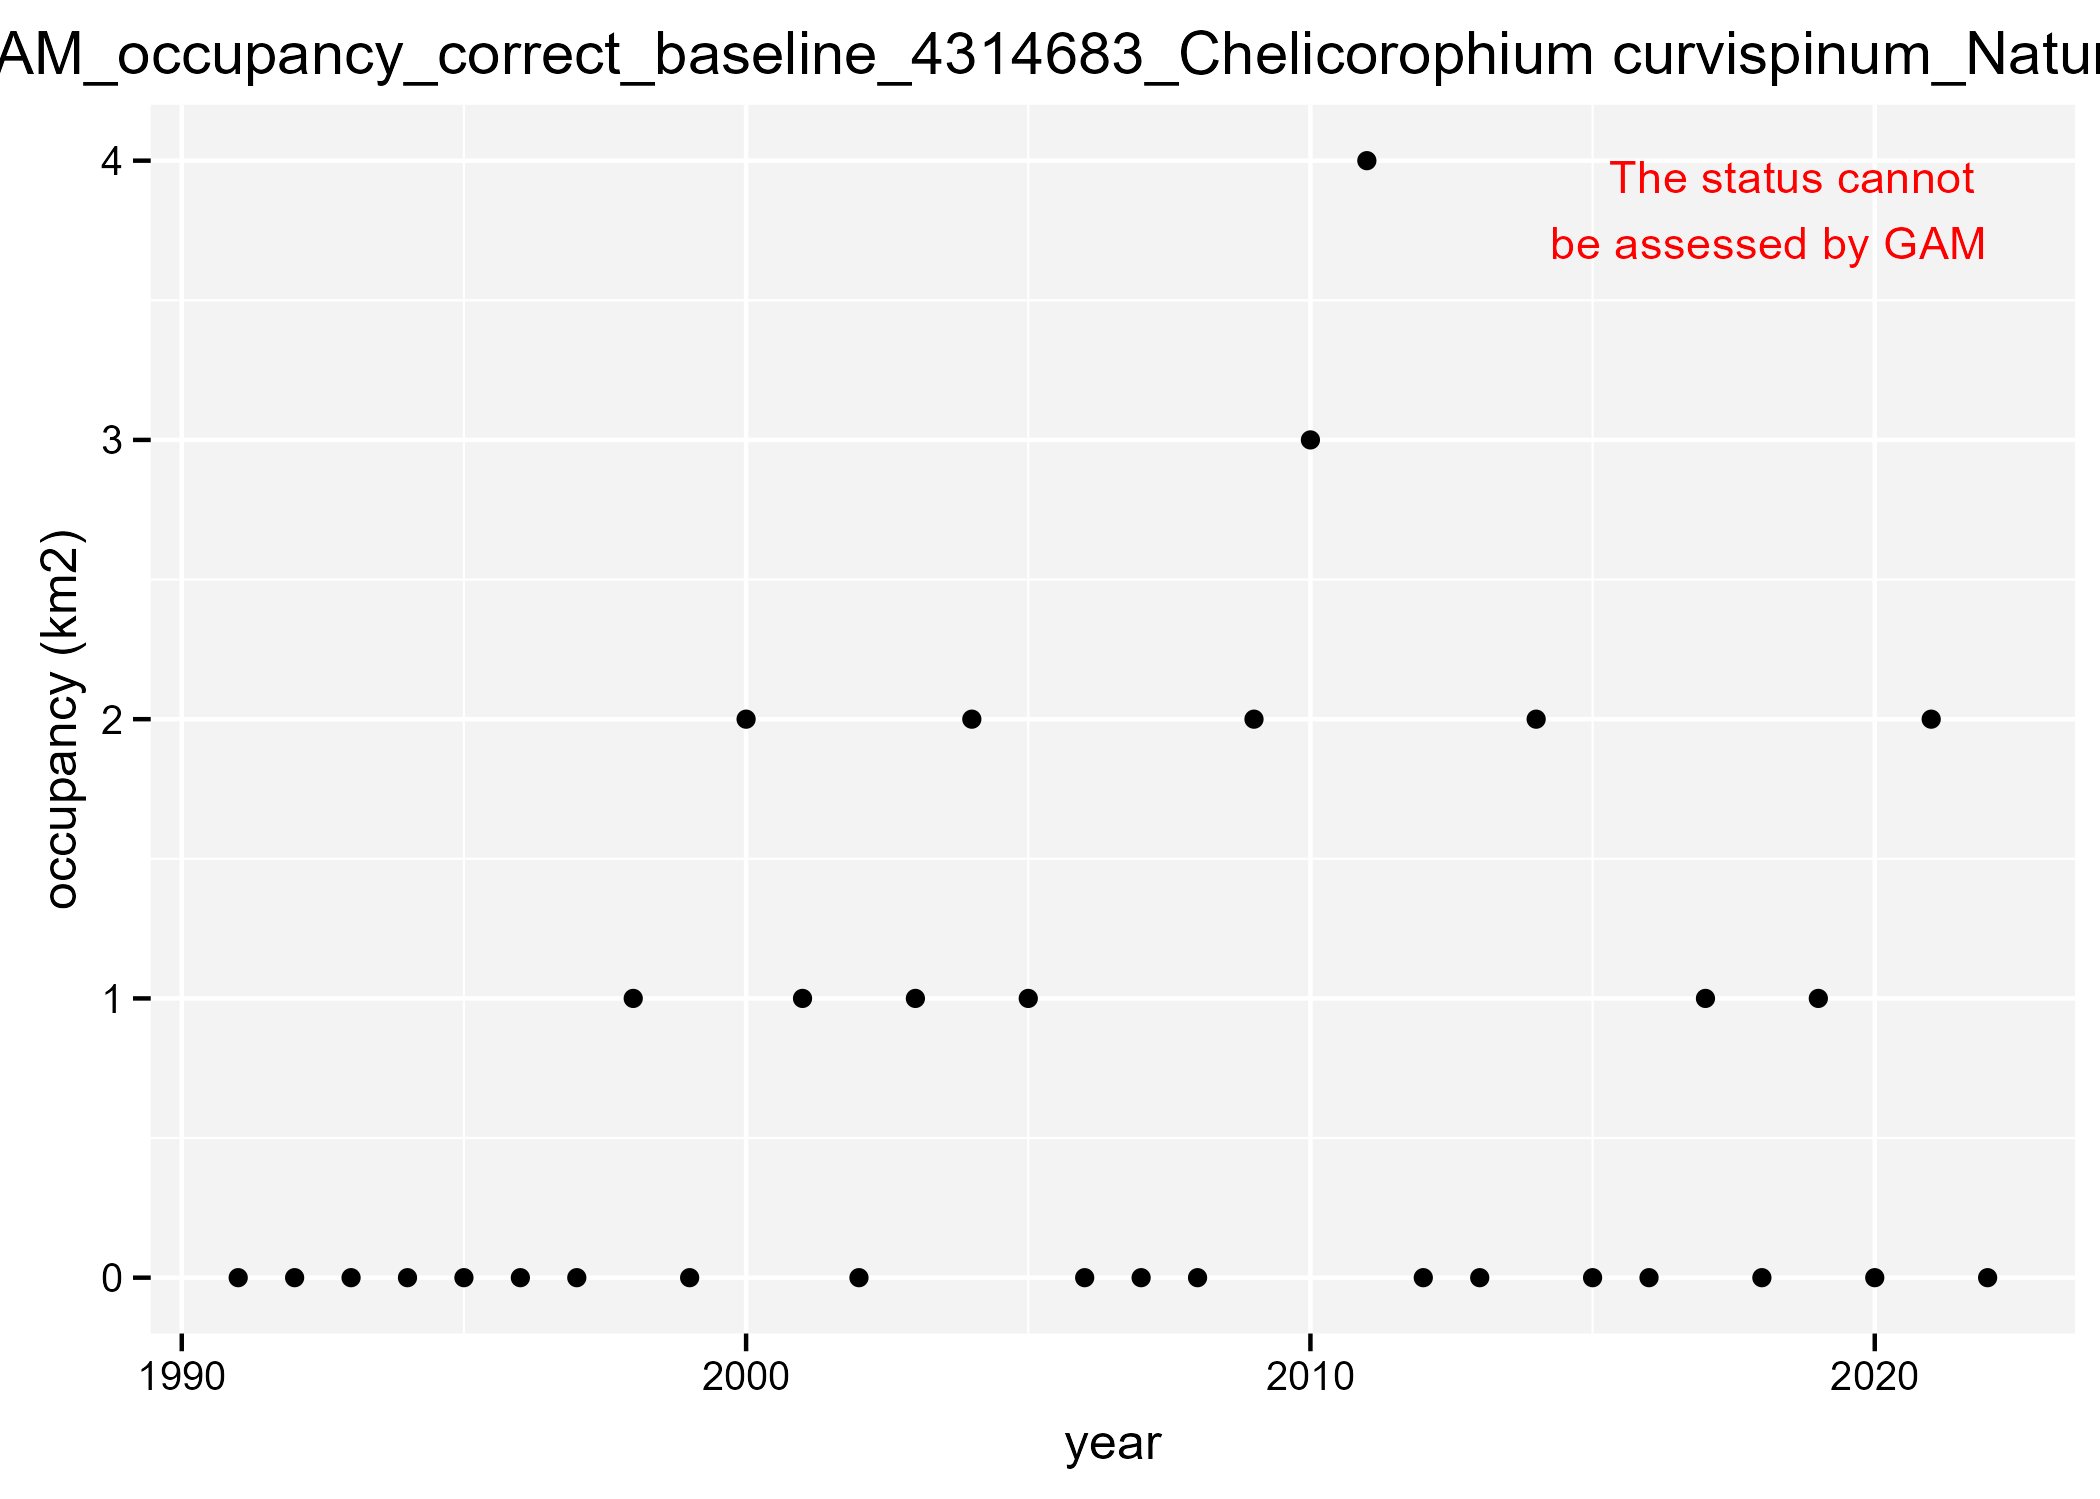 AM_occupancy_correct_baseline_4314683_Chelicorophium curvispinum_Natur
4
The status cannot
be assessed by GAM
3
occupancy (km2)
2
1
0
1990 2000 2010 2020
year